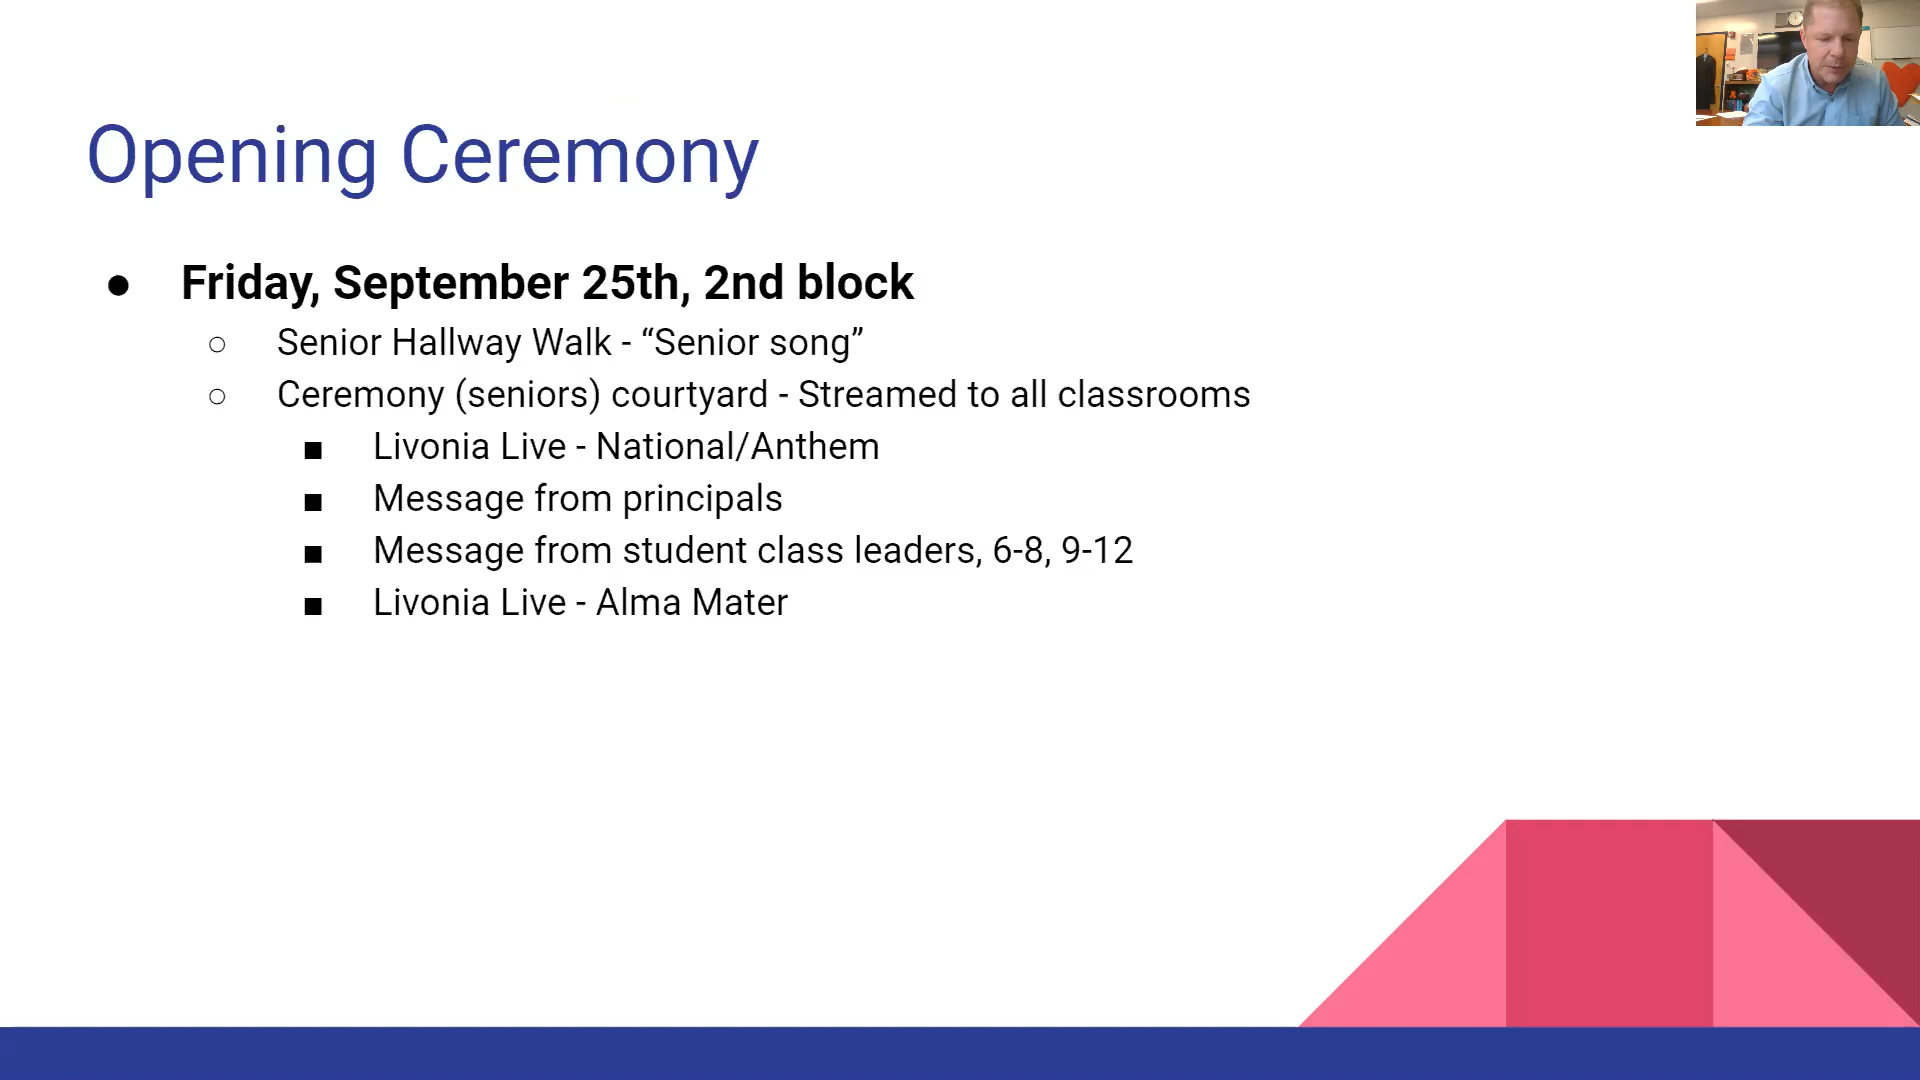 Opening Ceremony
● Friday, September 25th, 2nd block
○ Senior Hallway Walk - “Senior song”
○ Ceremony (seniors) courtyard - Streamed to all classrooms
■ Livonia Live - National/Anthem
■ Message from principals
■ Message from student class leaders, 6-8, 9-12
■ Livonia Live - Alma Mater